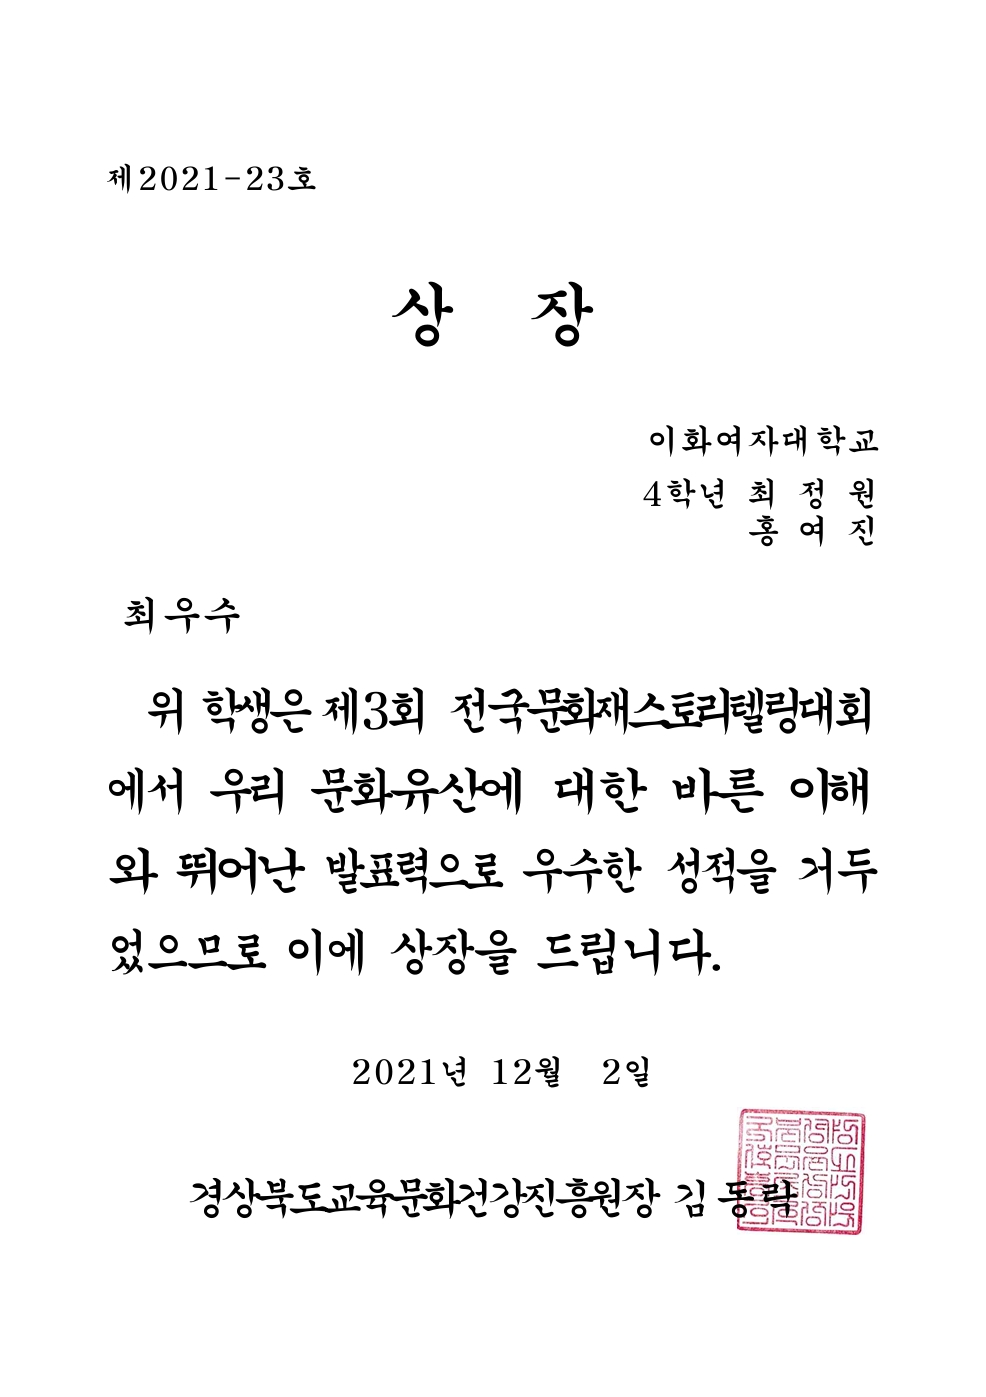 제2021-23호
상 장
이화여자대학교
4학년 최 정 원
홍 여 진
최우수
위 학생은 제3회 전국문화재스토리텔링대회
에서 우리 문화유산에 대한 바른 이해
와 뛰어난 발표력으로 우수한 성적을 거두
었으므로 이에 상장을 드립니다.
2021년 12월 2일
경상북도교육문화건강진흥원장 김 동 락